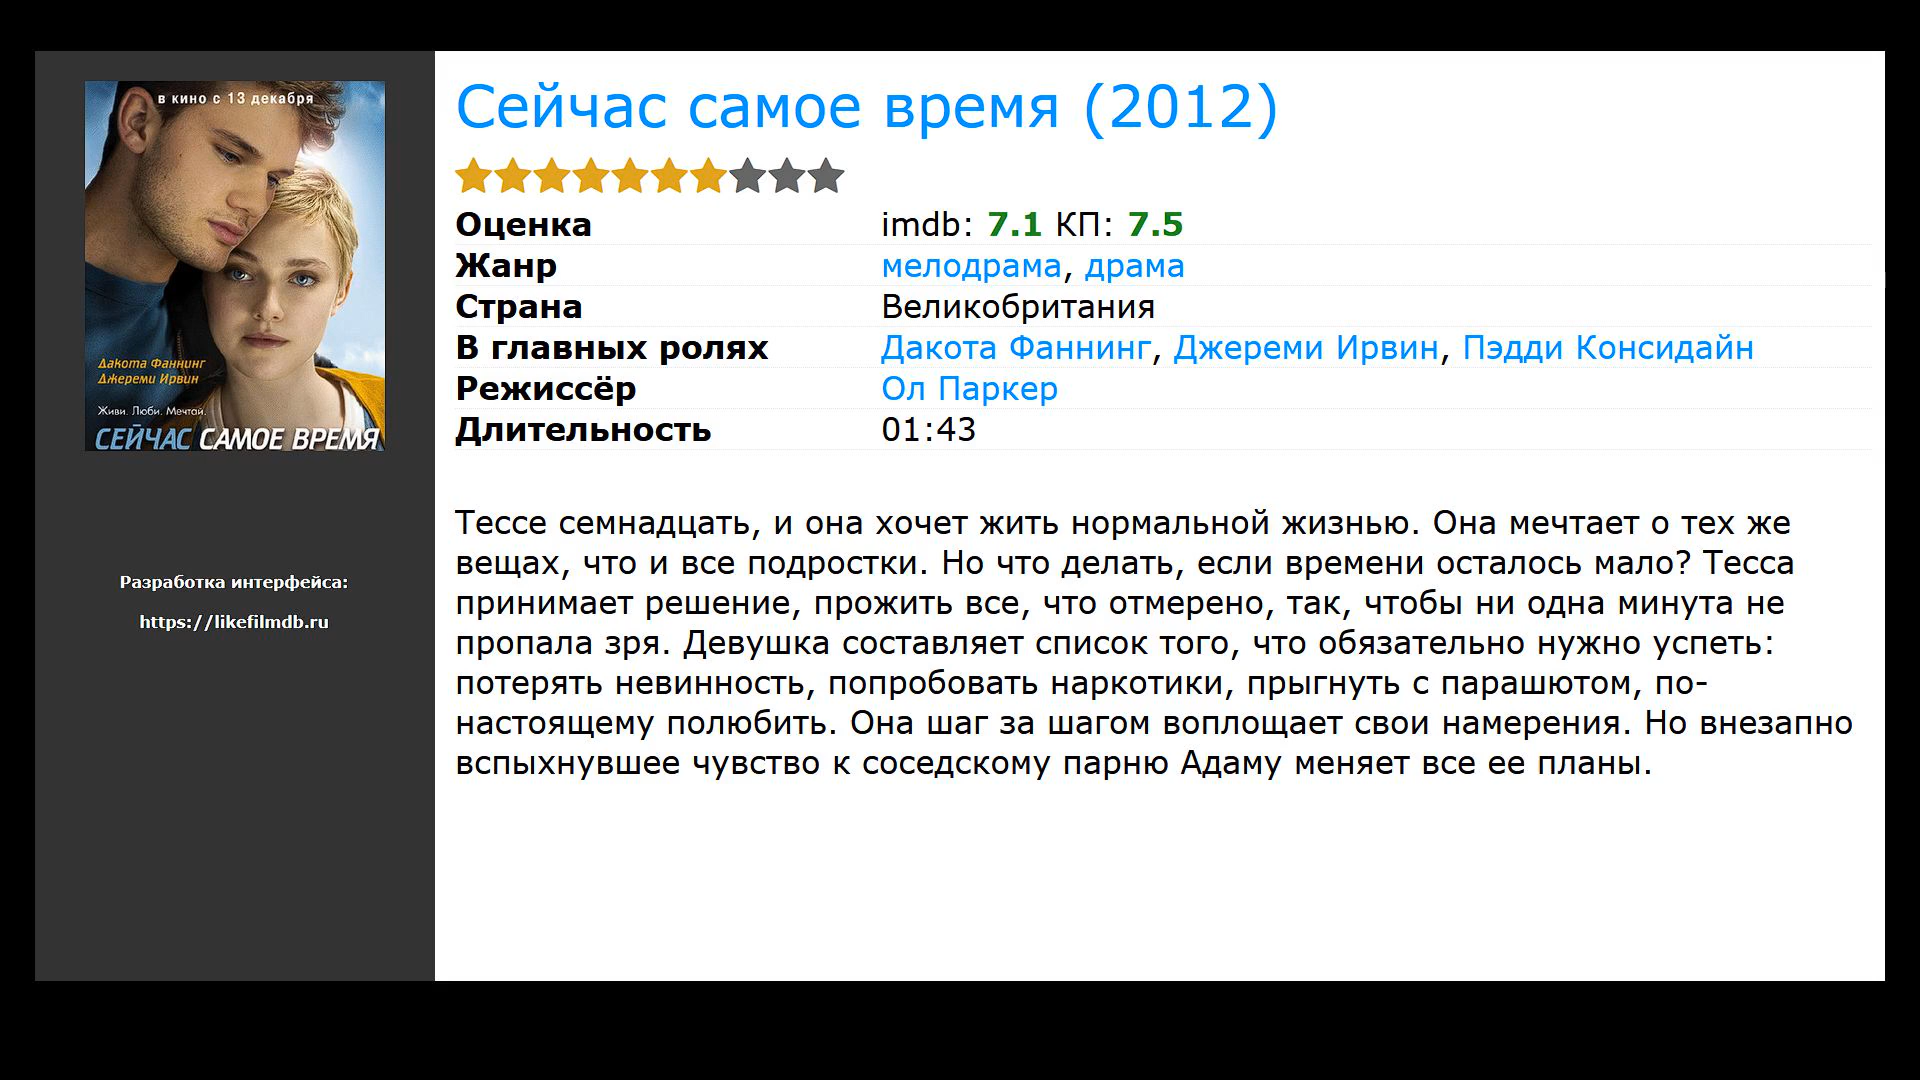 в кино с 13 декабря
Дакота Фаннинг
Джереми Ирвин
Живи. Люби. Мечтай.
СЕЙЧАС САМОЕ ВРЕМЯ
Разработка интерфейса:
https://likefilmdb.ru
Сейчас самое время (2012)
Оценка imdb: 7.1 КП: 7.5
Жанр мелодрама, драма
Страна Великобритания
В главных ролях Дакота Фаннинг, Джереми Ирвин, Пэдди Консидайн
Режиссёр Ол Паркер
Длительность 01:43
Тессе семнадцать, и она хочет жить нормальной жизнью. Она мечтает о тех же
вещах, что и все подростки. Но что делать, если времени осталось мало? Тесса
принимает решение, прожить все, что отмерено, так, чтобы ни одна минута не
пропала зря. Девушка составляет список того, что обязательно нужно успеть:
потерять невинность, попробовать наркотики, прыгнуть с парашютом, по-
настоящему полюбить. Она шаг за шагом воплощает свои намерения. Но внезапно
вспыхнувшее чувство к соседскому парню Адаму меняет все ее планы.